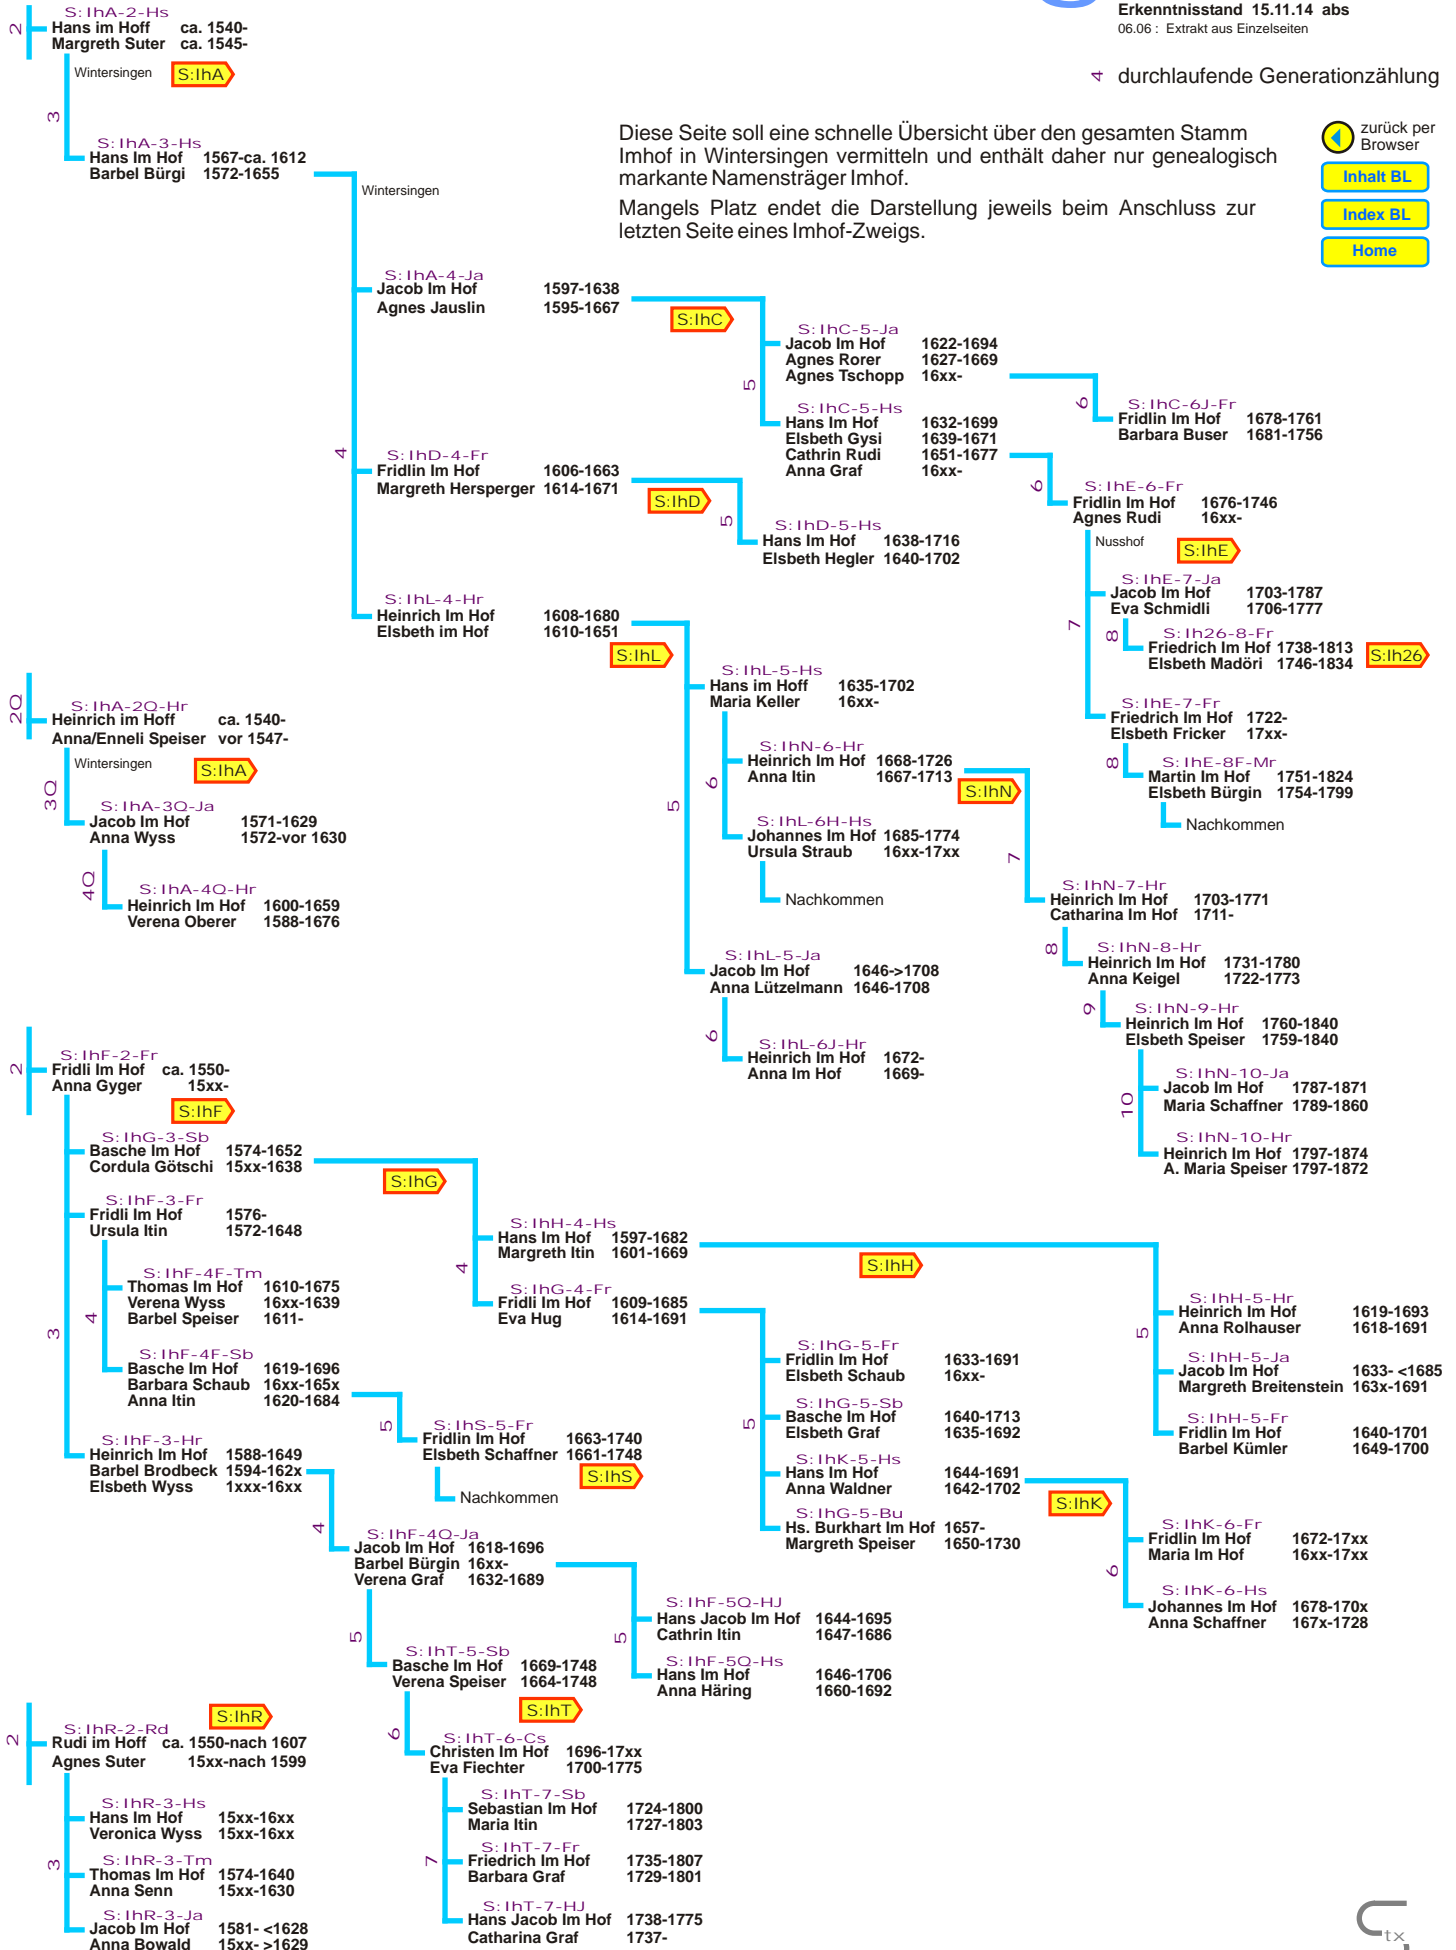 Erkenntnisstand 15.11.14 abs
06.06 : Extrakt aus Einzelseiten
4 durchlaufende Generationzählung
Diese Seite soll eine schnelle Übersicht über den gesamten Stamm
Imhof in Wintersingen vermitteln und enthält daher nur genealogisch
markante Namensträger Imhof.
Mangels Platz endet die Darstellung jeweils beim Anschluss zur
letzten Seite eines Imhof-Zweigs.
zurück per
Browser
Inhalt BL
Index BL
Home
2
S:IhA-2-Hs
Hans im Hoff ca. 1540-
Margreth Suter ca. 1545-
Wintersingen
S:IhA
3
S:IhA-3-Hs
Hans Im Hof 1567-ca. 1612
Barbel Bürgi 1572-1655
Wintersingen
4
S:IhA-4-Ja
Jacob Im Hof 1597-1638
Agnes Jauslin 1595-1667
S:IhC
5
S:IhC-5-Ja
Jacob Im Hof 1622-1694
Agnes Rorer 1627-1669
Agnes Tschopp 16xx-
6
S:IhC-6J-Fr
Fridlin Im Hof 1678-1761
Barbara Buser 1681-1756
S:IhC-5-Hs
Hans Im Hof 1632-1699
Elsbeth Gysi 1639-1671
Cathrin Rudi 1651-1677
Anna Graf 16xx-
6
S:IhE-6-Fr
Fridlin Im Hof 1676-1746
Agnes Rudi 16xx-
Nusshof
S:IhE
7
S:IhE-7-Ja
Jacob Im Hof 1703-1787
Eva Schmidli 1706-1777
8
S:Ih26-8-Fr
Friedrich Im Hof 1738-1813
Elsbeth Madöri 1746-1834
S:Ih26
S:IhE-7-Fr
Friedrich Im Hof 1722-
Elsbeth Fricker 17xx-
8
S:IhE-8F-Mr
Martin Im Hof 1751-1824
Elsbeth Bürgin 1754-1799
Nachkommen
S:IhD-4-Fr
Fridlin Im Hof 1606-1663
Margreth Hersperger 1614-1671
S:IhD
5
S:IhD-5-Hs
Hans Im Hof 1638-1716
Elsbeth Hegler 1640-1702
S:IhL-4-Hr
Heinrich Im Hof 1608-1680
Elsbeth im Hof 1610-1651
S:IhL
5
S:IhL-5-Hs
Hans im Hoff 1635-1702
Maria Keller 16xx-
6
S:IhN-6-Hr
Heinrich Im Hof 1668-1726
Anna Itin 1667-1713
S:IhN
7
S:IhL-6H-Hs
Johannes Im Hof 1685-1774
Ursula Straub 16xx-17xx
Nachkommen
S:IhN-7-Hr
Heinrich Im Hof 1703-1771
Catharina Im Hof 1711-
8
S:IhN-8-Hr
Heinrich Im Hof 1731-1780
Anna Keigel 1722-1773
9
S:IhN-9-Hr
Heinrich Im Hof 1760-1840
Elsbeth Speiser 1759-1840
10
S:IhN-10-Ja
Jacob Im Hof 1787-1871
Maria Schaffner 1789-1860
S:IhN-10-Hr
Heinrich Im Hof 1797-1874
A. Maria Speiser 1797-1872
S:IhL-5-Ja
Jacob Im Hof 1646->1708
Anna Lützelmann 1646-1708
6
S:IhL-6J-Hr
Heinrich Im Hof 1672-
Anna Im Hof 1669-
2Q
S:IhA-2Q-Hr
Heinrich im Hoff ca. 1540-
Anna/Enneli Speiser vor 1547-
Wintersingen
S:IhA
3Q
S:IhA-3Q-Ja
Jacob Im Hof 1571-1629
Anna Wyss 1572-vor 1630
4Q
S:IhA-4Q-Hr
Heinrich Im Hof 1600-1659
Verena Oberer 1588-1676
2
S:IhF-2-Fr
Fridli Im Hof ca. 1550-
Anna Gyger 15xx-
S:IhF
3
S:IhG-3-Sb
Basche Im Hof 1574-1652
Cordula Götschi 15xx-1638
S:IhG
4
S:IhH-4-Hs
Hans Im Hof 1597-1682
Margreth Itin 1601-1669
S:IhH
5
S:IhH-5-Hr
Heinrich Im Hof 1619-1693
Anna Rolhauser 1618-1691
S:IhH-5-Ja
Jacob Im Hof 1633- <1685
Margreth Breitenstein 163x-1691
S:IhH-5-Fr
Fridlin Im Hof 1640-1701
Barbel Kümler 1649-1700
S:IhG-4-Fr
Fridli Im Hof 1609-1685
Eva Hug 1614-1691
5
S:IhG-5-Fr
Fridlin Im Hof 1633-1691
Elsbeth Schaub 16xx-
S:IhG-5-Sb
Basche Im Hof 1640-1713
Elsbeth Graf 1635-1692
S:IhK-5-Hs
Hans Im Hof 1644-1691
Anna Waldner 1642-1702
S:IhK
6
S:IhK-6-Fr
Fridlin Im Hof 1672-17xx
Maria Im Hof 16xx-17xx
S:IhK-6-Hs
Johannes Im Hof 1678-170x
Anna Schaffner 167x-1728
S:IhG-5-Bu
Hs. Burkhart Im Hof 1657-
Margreth Speiser 1650-1730
S:IhF-3-Fr
Fridli Im Hof 1576-
Ursula Itin 1572-1648
4
S:IhF-4F-Tm
Thomas Im Hof 1610-1675
Verena Wyss 16xx-1639
Barbel Speiser 1611-
S:IhF-4F-Sb
Basche Im Hof 1619-1696
Barbara Schaub 16xx-165x
Anna Itin 1620-1684
5
S:IhS-5-Fr
Fridlin Im Hof 1663-1740
Elsbeth Schaffner 1661-1748
S:IhS
Nachkommen
S:IhF-3-Hr
Heinrich Im Hof 1588-1649
Barbel Brodbeck 1594-162x
Elsbeth Wyss 1xxx-16xx
4
S:IhF-4Q-Ja
Jacob Im Hof 1618-1696
Barbel Bürgin 16xx-
Verena Graf 1632-1689
5
S:IhF-5Q-HJ
Hans Jacob Im Hof 1644-1695
Cathrin Itin 1647-1686
S:IhF-5Q-Hs
Hans Im Hof 1646-1706
Anna Häring 1660-1692
5
S:IhT-5-Sb
Basche Im Hof 1669-1748
Verena Speiser 1664-1748
S:IhT
6
S:IhT-6-Cs
Christen Im Hof 1696-17xx
Eva Fiechter 1700-1775
7
S:IhT-7-Sb
Sebastian Im Hof 1724-1800
Maria Itin 1727-1803
S:IhT-7-Fr
Friedrich Im Hof 1735-1807
Barbara Graf 1729-1801
S:IhT-7-HJ
Hans Jacob Im Hof 1738-1775
Catharina Graf 1737-
2
S:IhR
S:IhR-2-Rd
Rudi im Hoff ca. 1550-nach 1607
Agnes Suter 15xx-nach 1599
3
S:IhR-3-Hs
Hans Im Hof 15xx-16xx
Veronica Wyss 15xx-16xx
S:IhR-3-Tm
Thomas Im Hof 1574-1640
Anna Senn 15xx-1630
S:IhR-3-Ja
Jacob Im Hof 1581- <1628
Anna Bowald 15xx- >1629
tx